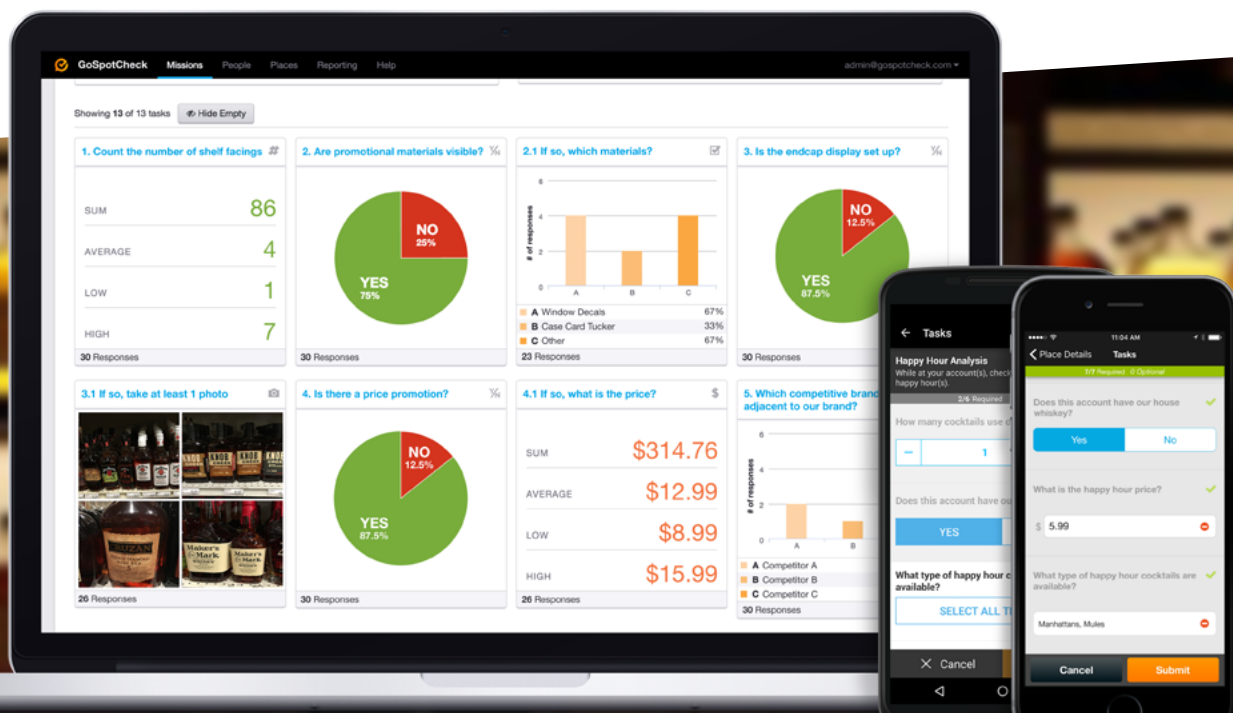 GoSpotCheck Missions People Places Reporting Help admin@gospotcheck.com
Showing 13 of 13 tasks Hide Empty
1. Count the number of shelf facings #
SUM 86
AVERAGE 4
LOW 1
HIGH 7
30 Responses
2. Are promotional materials visible? Y/N
NO
25%
YES
75%
30 Responses
2.1 If so, which materials?
# of responses
6
4
2
0
A B C
A Window Decals 67%
B Case Card Tucker 33%
C Other 67%
23 Responses
3. Is the endcap display set up? Y/N
NO
12.5%
YES
87.5%
30 Responses
3.1 If so, take at least 1 photo
KNOB KNOB KNOB KNOB
Maker's
Mark
Maker's
Mark
26 Responses
4. Is there a price promotion? Y/N
NO
12.5%
YES
87.5%
30 Responses
4.1 If so, what is the price? $
SUM $314.76
AVERAGE $12.99
LOW $8.99
HIGH $15.99
26 Responses
5. Which competitive brand
adjacent to our brand?
# of responses
6
4
2
0
A B
A Competitor A
B Competitor B
C Competitor C
30 Responses
Tasks
Happy Hour Analysis
While at your account(s), check
happy hour(s).
2/6 Required
How many cocktails use
1
Does this account have ou
YES
What type of happy hour c
available?
SELECT ALL T
Cancel
11:04 AM
Place Details Tasks
1/7 Required 0 Optional
Does this account have our house
whiskey?
Yes No
What is the happy hour price?
$ 5.99
What type of happy hour cocktails are
available?
Manhattans, Mules
Cancel Submit